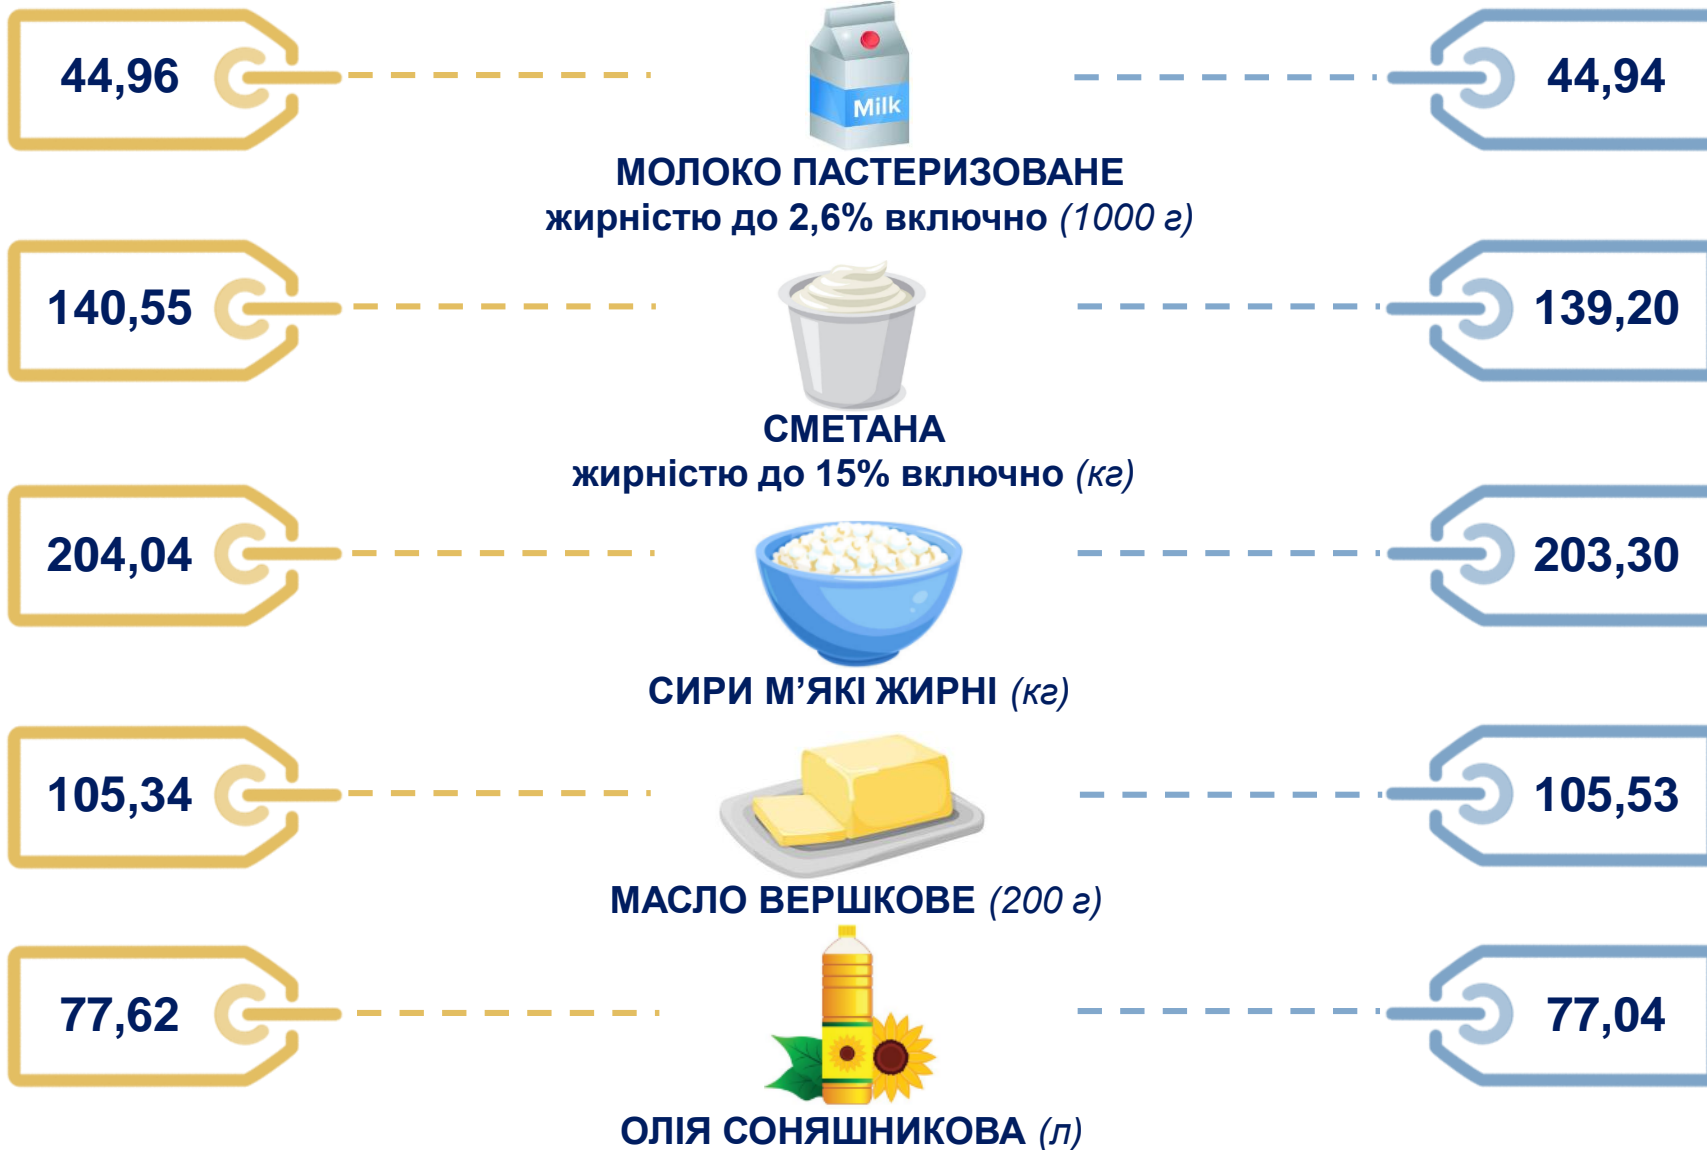 44,96
Milk
44,94
МОЛОКО ПАСТЕРИЗОВАНЕ
жирністю до 2,6% включно (1000 г)
140,55
139,20
СМЕТАНА
жирністю до 15% включно (кг)
204,04
203,30
СИРИ М’ЯКІ ЖИРНІ (кг)
105,34
105,53
МАСЛО ВЕРШКОВЕ (200 г)
77,62
77,04
ОЛІЯ СОНЯШНИКОВА (л)